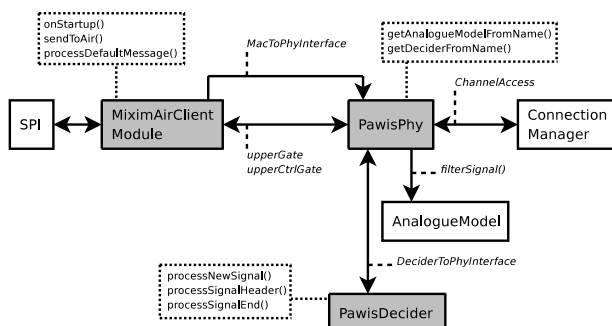 onStartup()
sendToAir()
processDefaultMessage()
MacToPhyInterface
getAnalogueModelFromName()
getDeciderFromName()
ChannelAccess
SPI
MiximAirClient
Module
PawisPhy
Connection
Manager
upperGate
upperCtrlGate
filterSignal()
AnalogueModel
DeciderToPhyInterface
processNewSignal()
processSignalHeader()
processSignalEnd()
PawisDecider